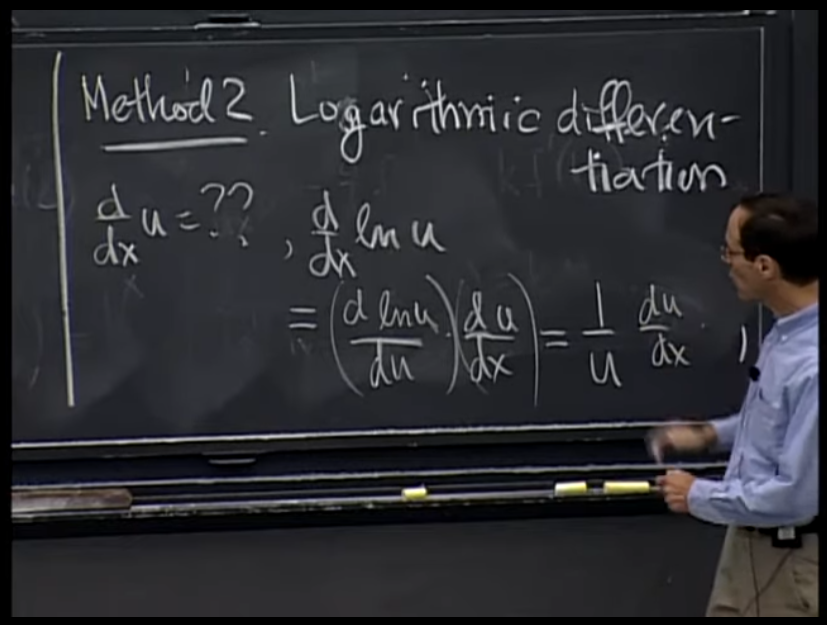 Method 2. Logarithmic differen-
tiation
d/dx u = ??, d/dx ln u
= (d ln u/du)·(du/dx) = 1/u du/dx,